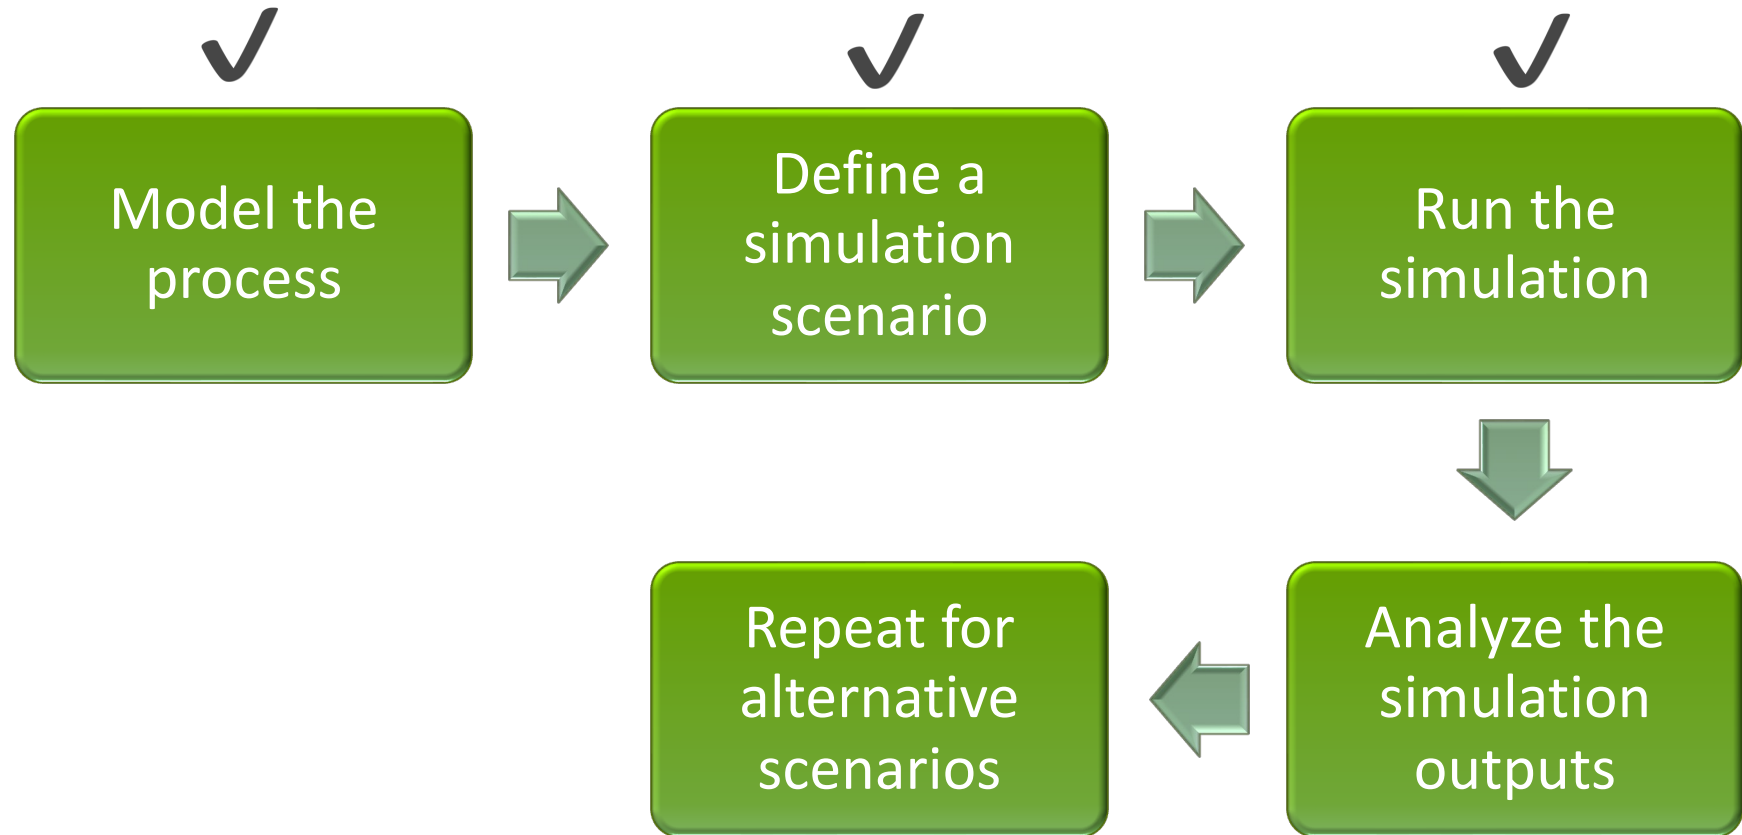 Model the
process
Define a
simulation
scenario
Run the
simulation
Analyze the
simulation
outputs
Repeat for
alternative
scenarios